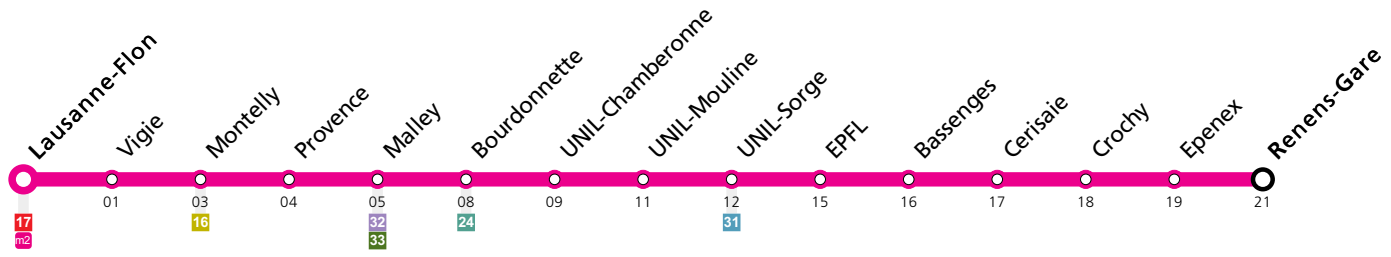 Lausanne-Flon
Vigie
Montelly
Provence
Malley
Bourdonnette
UNIL-Chamberonne
UNIL-Mouline
UNIL-Sorge
EPFL
Bassenges
Cerisaie
Crochy
Epenex
Renens-Gare
01 03 04 05 08 09 11 12 15 16 17 18 19 21
17 16 32 24 31
m2 33